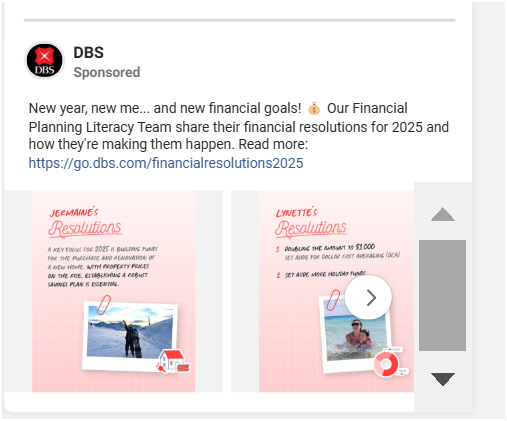 DBS
DBS
Sponsored
New year, new me... and new financial goals! 💰 Our Financial
Planning Literacy Team share their financial resolutions for 2025 and
how they're making them happen. Read more:
https://go.dbs.com/financialresolutions2025
JERMAINE'S
Resolutions
A KEY FOCUS FOR 2025 IS BUILDING FUNDS
FOR THE PURCHASE AND RENOVATION OF
A NEW HOME. WITH PROPERTY PRICES
ON THE RISE, ESTABLISHING A ROBUST
SAVINGS PLAN IS ESSENTIAL.
LYNETTE'S
Resolutions
1 DOUBLING THE AMOUNT TO $2,000
SET ASIDE FOR DOLLAR COST AVERAGING (DCA)
2 SET ASIDE MORE HOLIDAY FUNDS